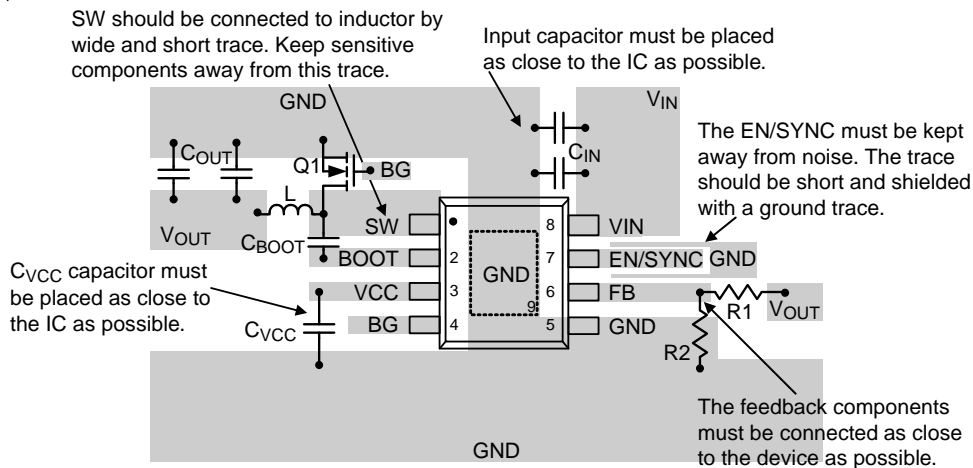 SW should be connected to inductor by
wide and short trace. Keep sensitive
components away from this trace.
Input capacitor must be placed
as close to the IC as possible.
GND
VIN
The EN/SYNC must be kept
away from noise. The trace
should be short and shielded
with a ground trace.
COUT
Q1
BG
CIN
L
VOUT
CBOOT
SW
BOOT
VCC
BG
2
3
4
GND
9
8
7
6
5
VIN
EN/SYNC GND
FB
GND
R1
VOUT
R2
CVCC capacitor must
be placed as close to
the IC as possible.
CVCC
The feedback components
must be connected as close
to the device as possible.
GND